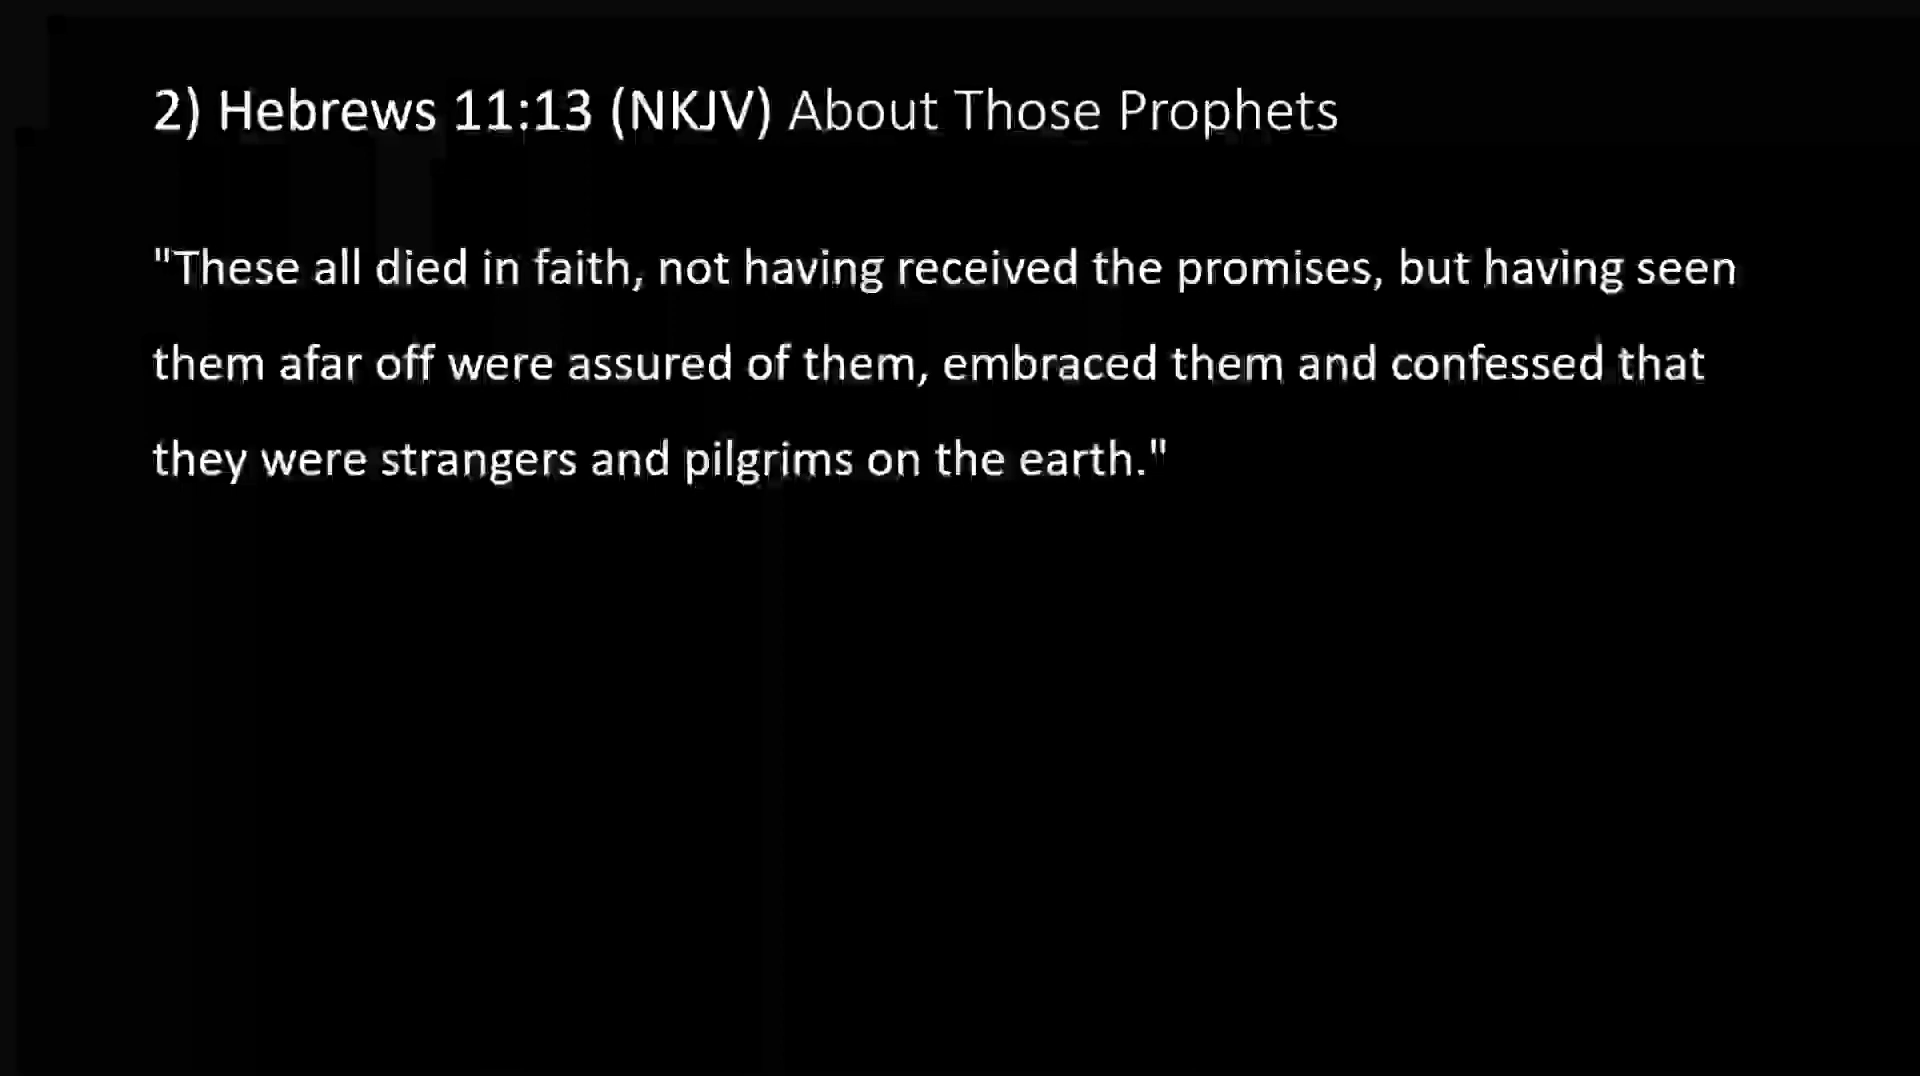 2) Hebrews 11:13 (NKJV) About Those Prophets
"These all died in faith, not having received the promises, but having seen
them afar off were assured of them, embraced them and confessed that
they were strangers and pilgrims on the earth."